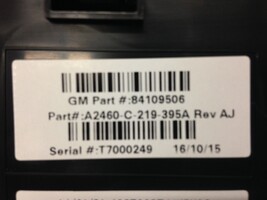 GM Part #:84109506
Part#:A2460-C-219-395A Rev AJ
Serial #:T7000249 16/10/15